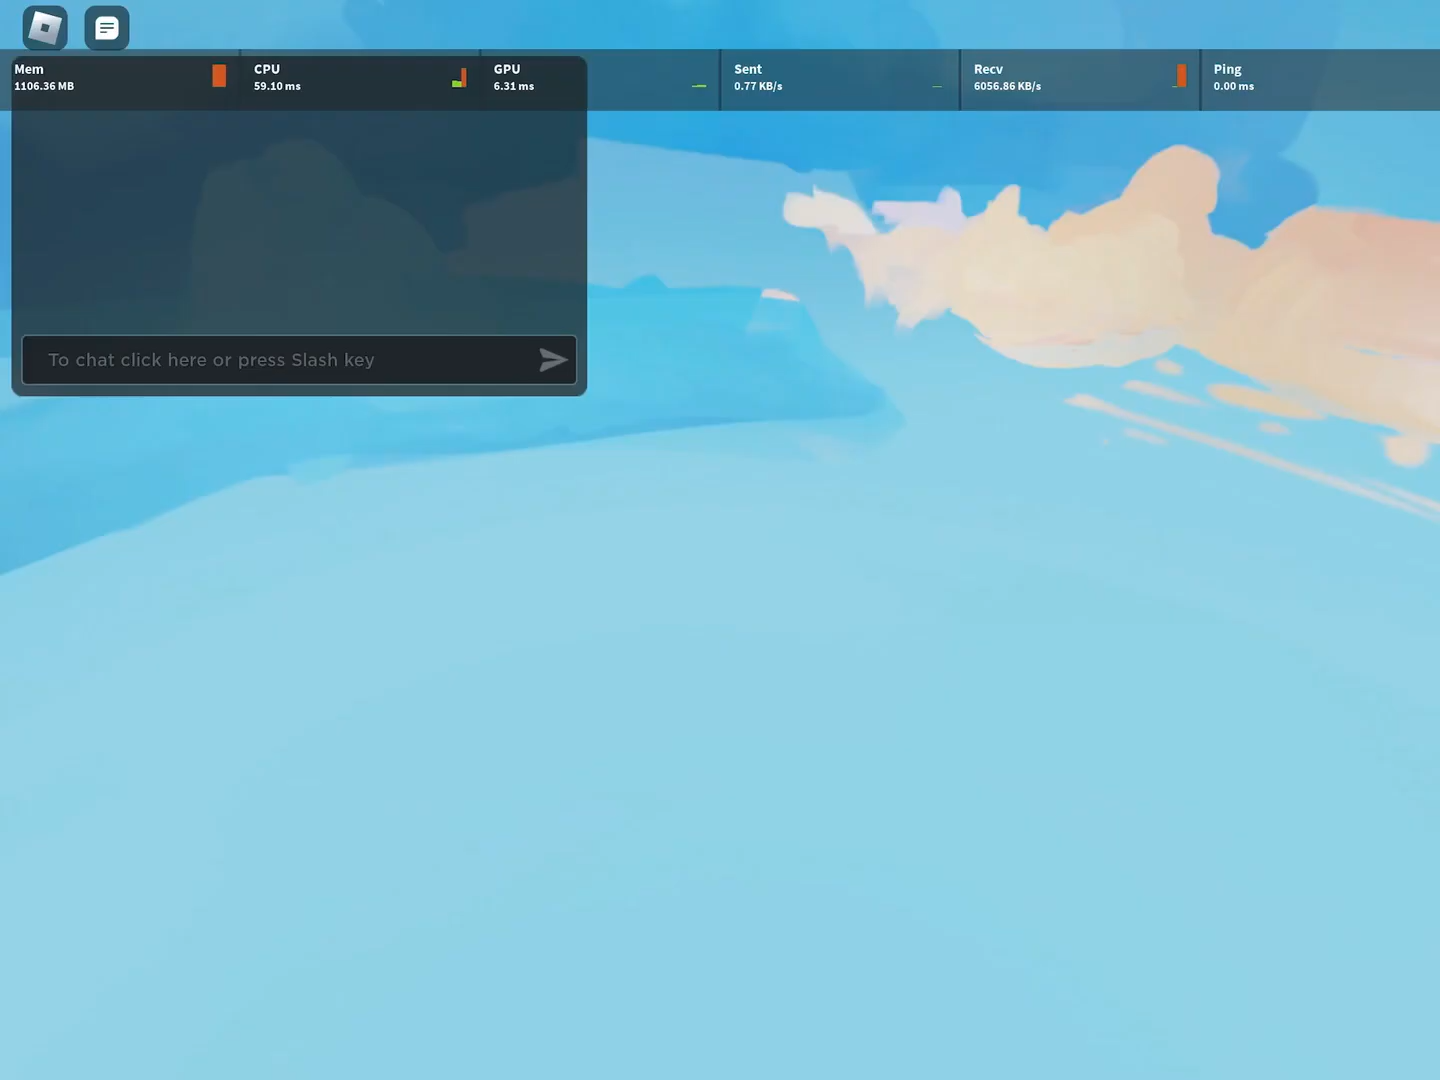 Mem
1106.36 MB
CPU
59.10 ms
GPU
6.31 ms
Sent
0.77 KB/s
Recv
6056.86 KB/s
Ping
0.00 ms
To chat click here or press Slash key